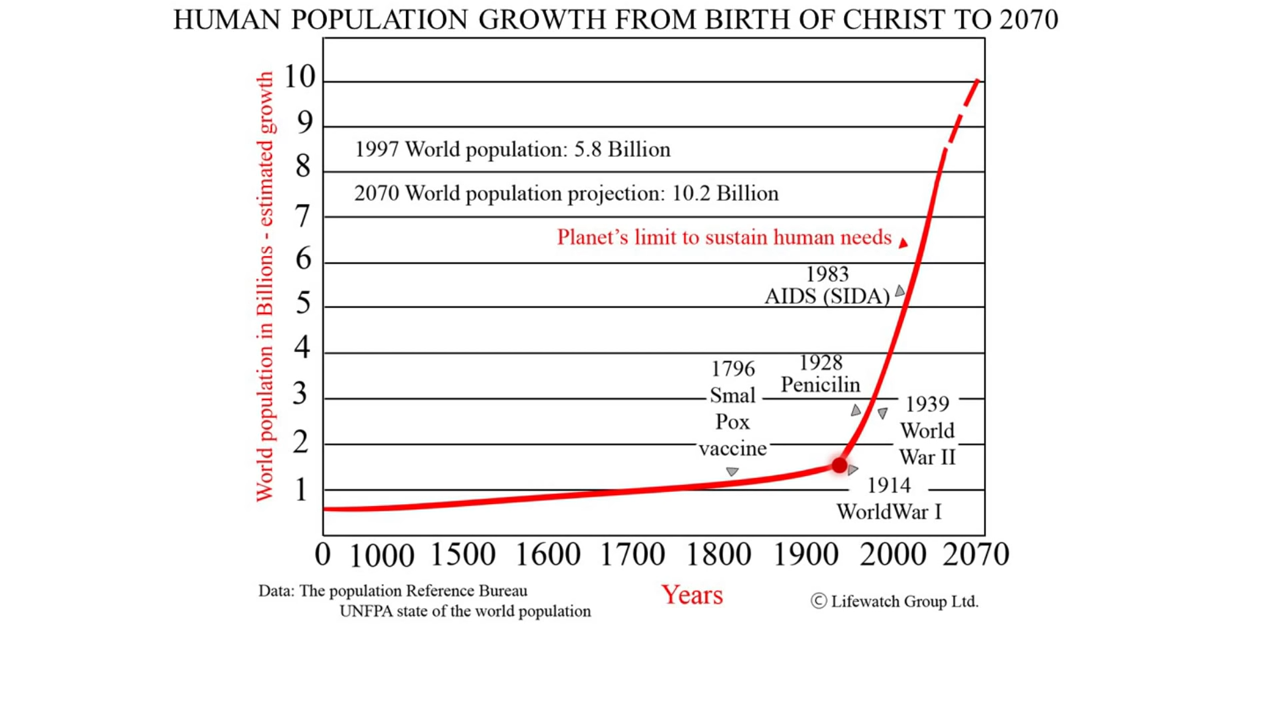 HUMAN POPULATION GROWTH FROM BIRTH OF CHRIST TO 2070
World population in Billions - estimated growth
10
9
8
7
6
5
4
3
2
1
1997 World population: 5.8 Billion
2070 World population projection: 10.2 Billion
Planet's limit to sustain human needs
1983
AIDS (SIDA)
1928
Penicilin
1796
Smal
Pox
vaccine
1939
World
War II
1914
WorldWar I
0 1000 1500 1600 1700 1800 1900 2000 2070
Years
Data: The population Reference Bureau
UNFPA state of the world population
© Lifewatch Group Ltd.